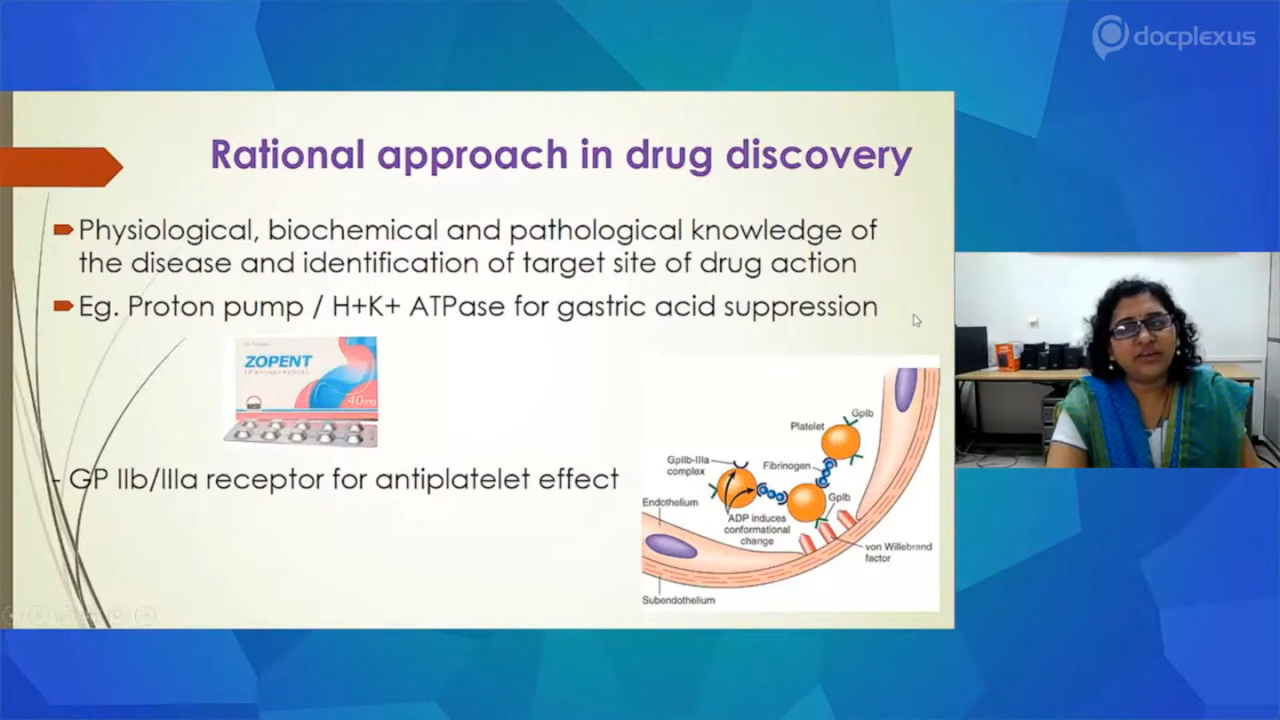 docplexus
Rational approach in drug discovery
Physiological, biochemical and pathological knowledge of
the disease and identification of target site of drug action
Eg. Proton pump / H+K+ ATPase for gastric acid suppression
ZOPENT
40mg
- GP IIb/IIIa receptor for antiplatelet effect
GpIb
Platelet
GpIIb-IIIa
complex
Fibrinogen
GpIb
Endothelium
ADP induces
conformational
change
von Willebrand
factor
Subendothelium